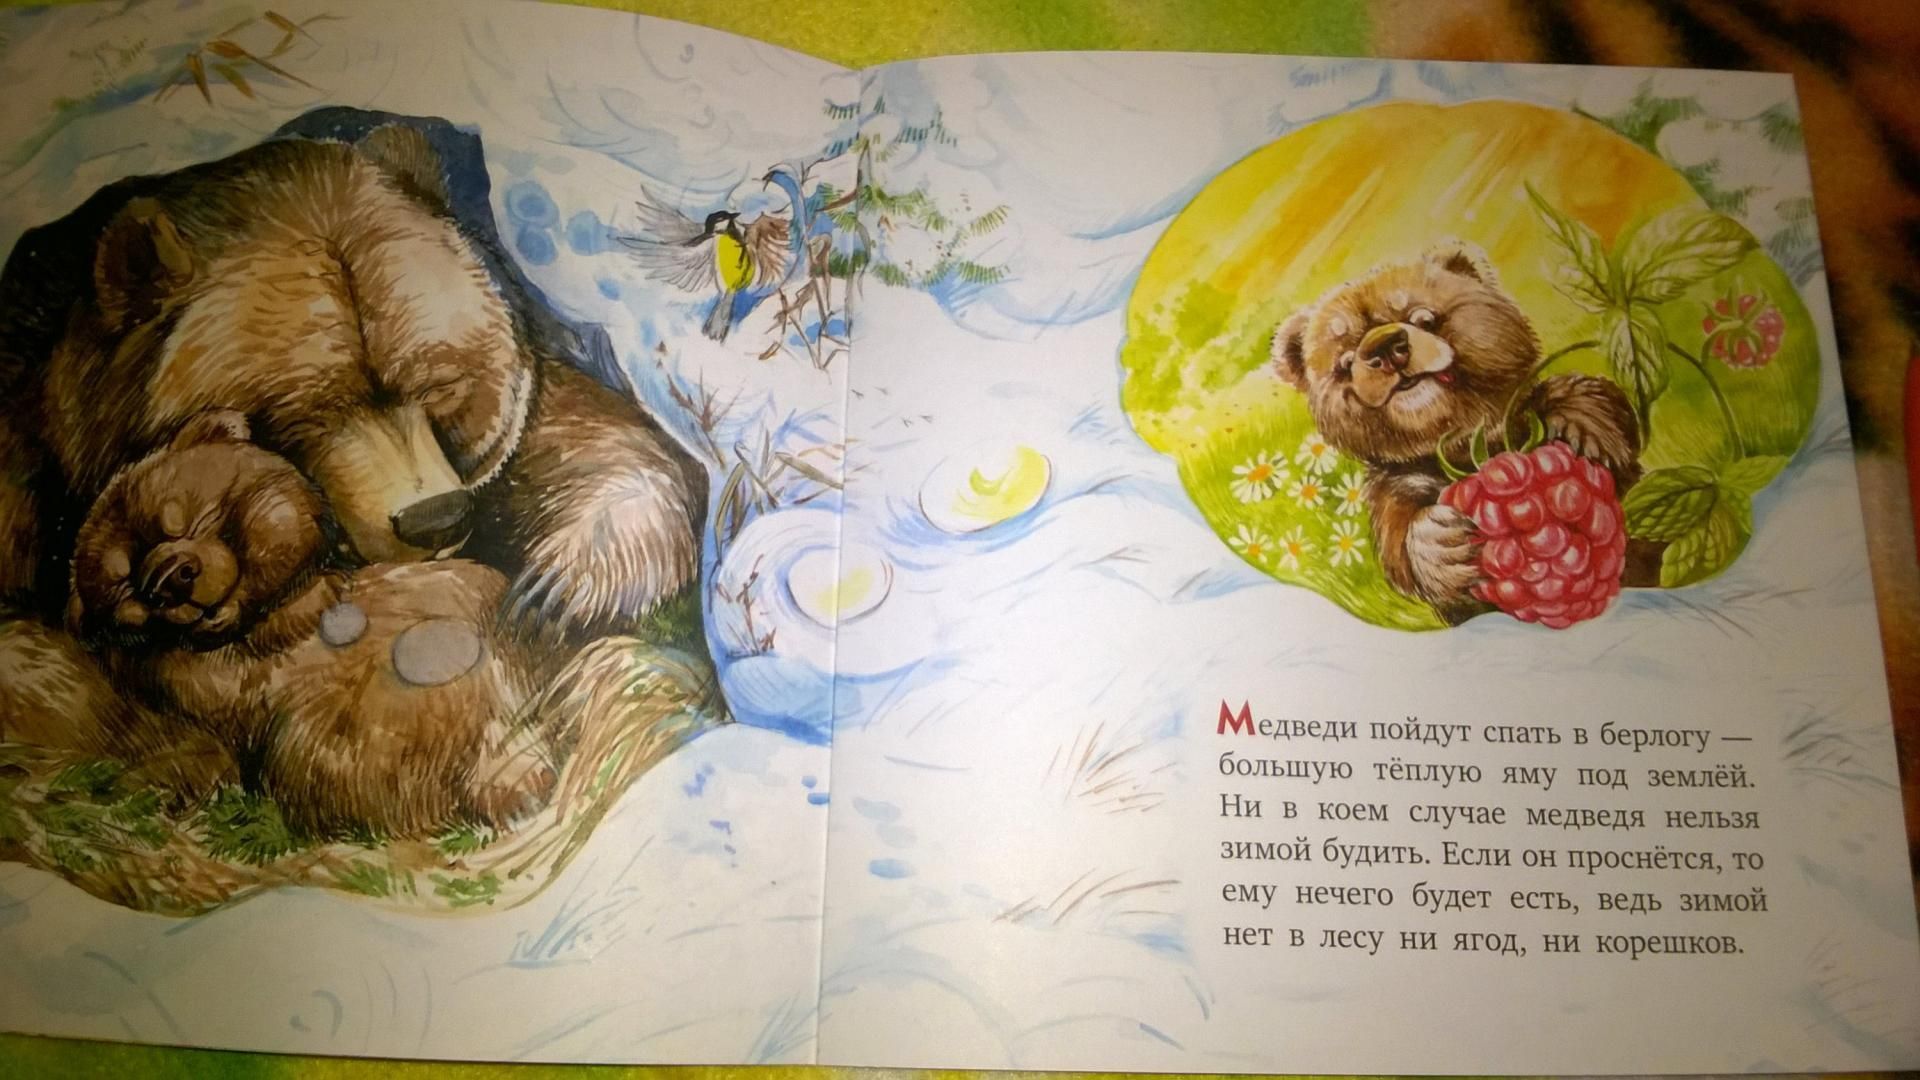 Медведи пойдут спать в берлогу —
большую тёплую яму под землёй.
Ни в коем случае медведя нельзя
зимой будить. Если он проснётся, то
ему нечего будет есть, ведь зимой
нет в лесу ни ягод, ни корешков.